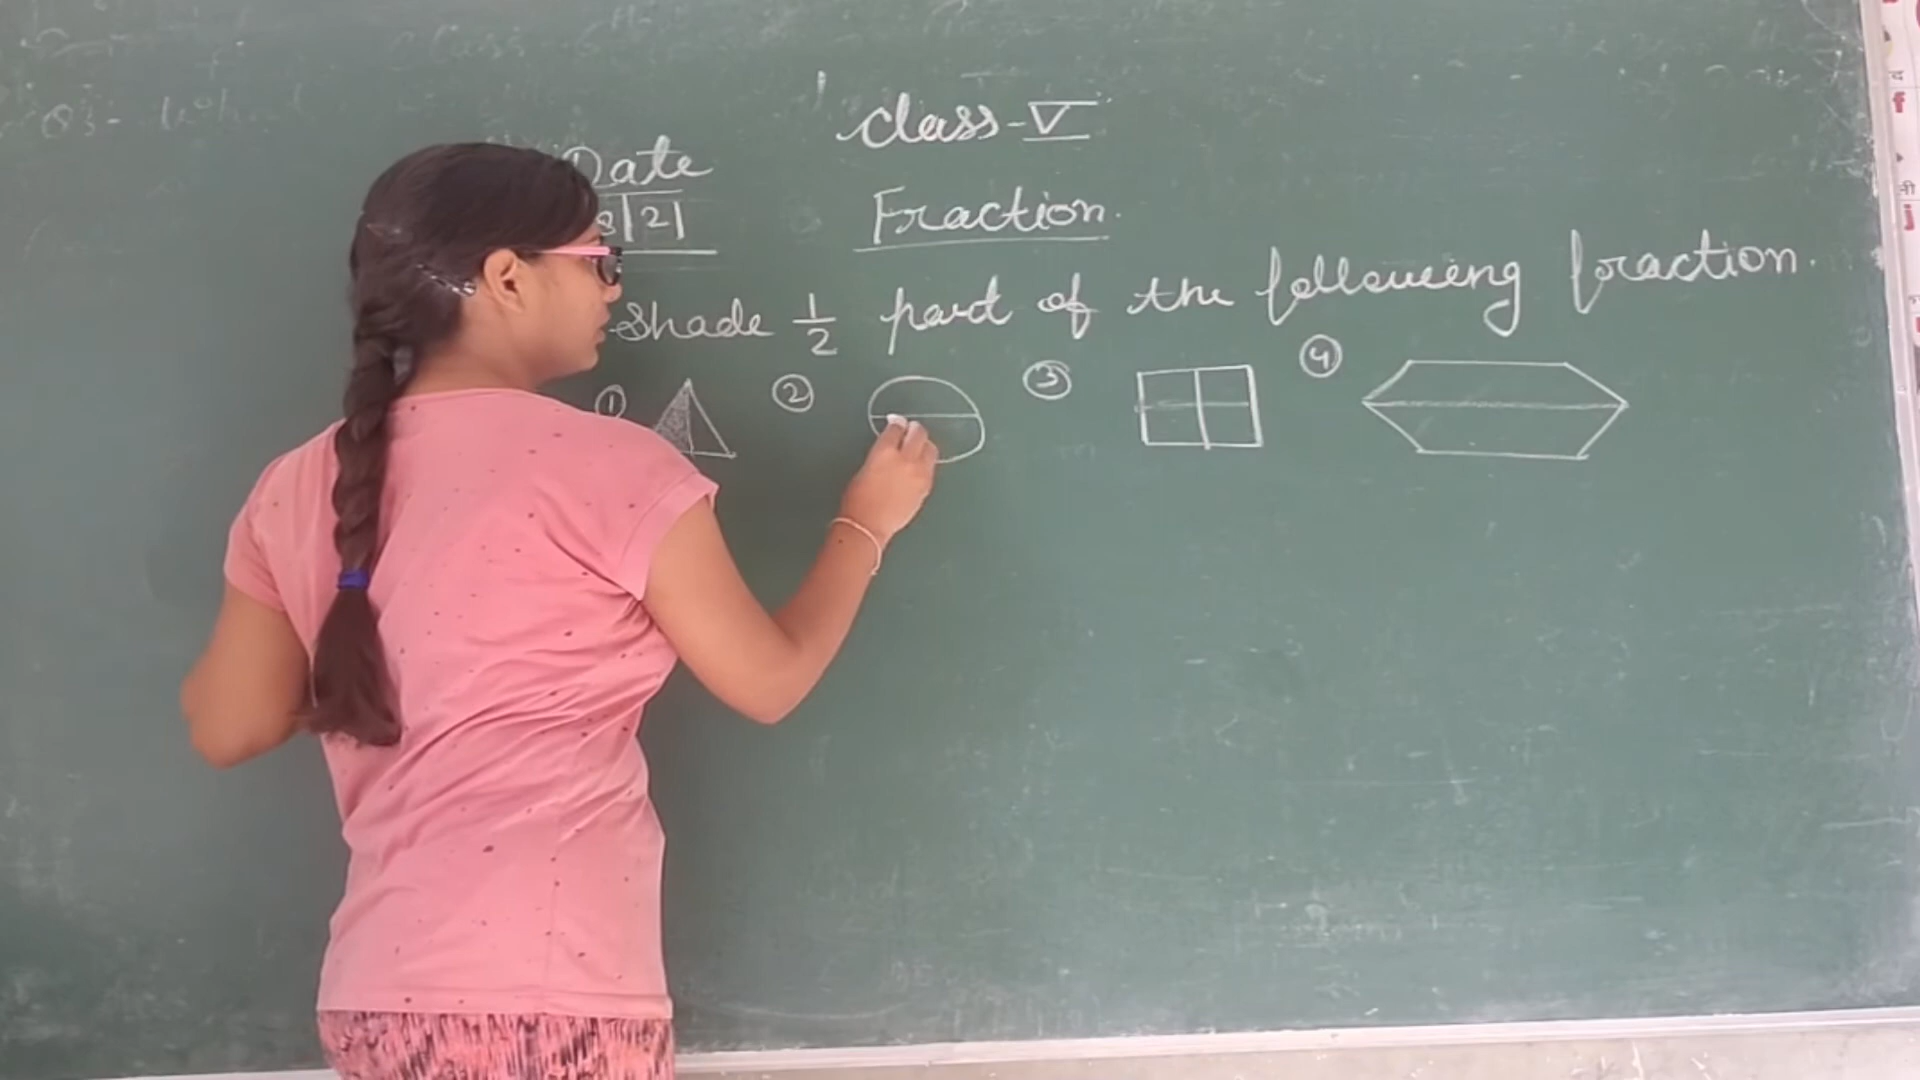 class-V
Date
8|21
Fraction.
shade 1/2 part of the following fraction.
① ② ③ ④